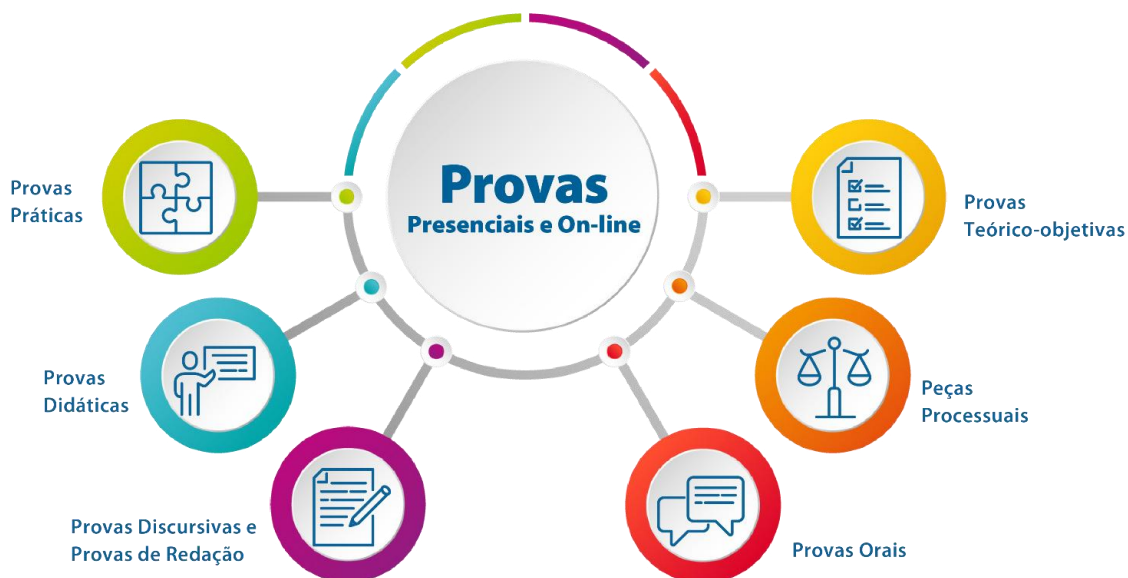 Provas
Presenciais e On-line
Provas
Práticas
Provas
Didáticas
Provas Discursivas e
Provas de Redação
Provas
Teórico-objetivas
Peças
Processuais
Provas Orais